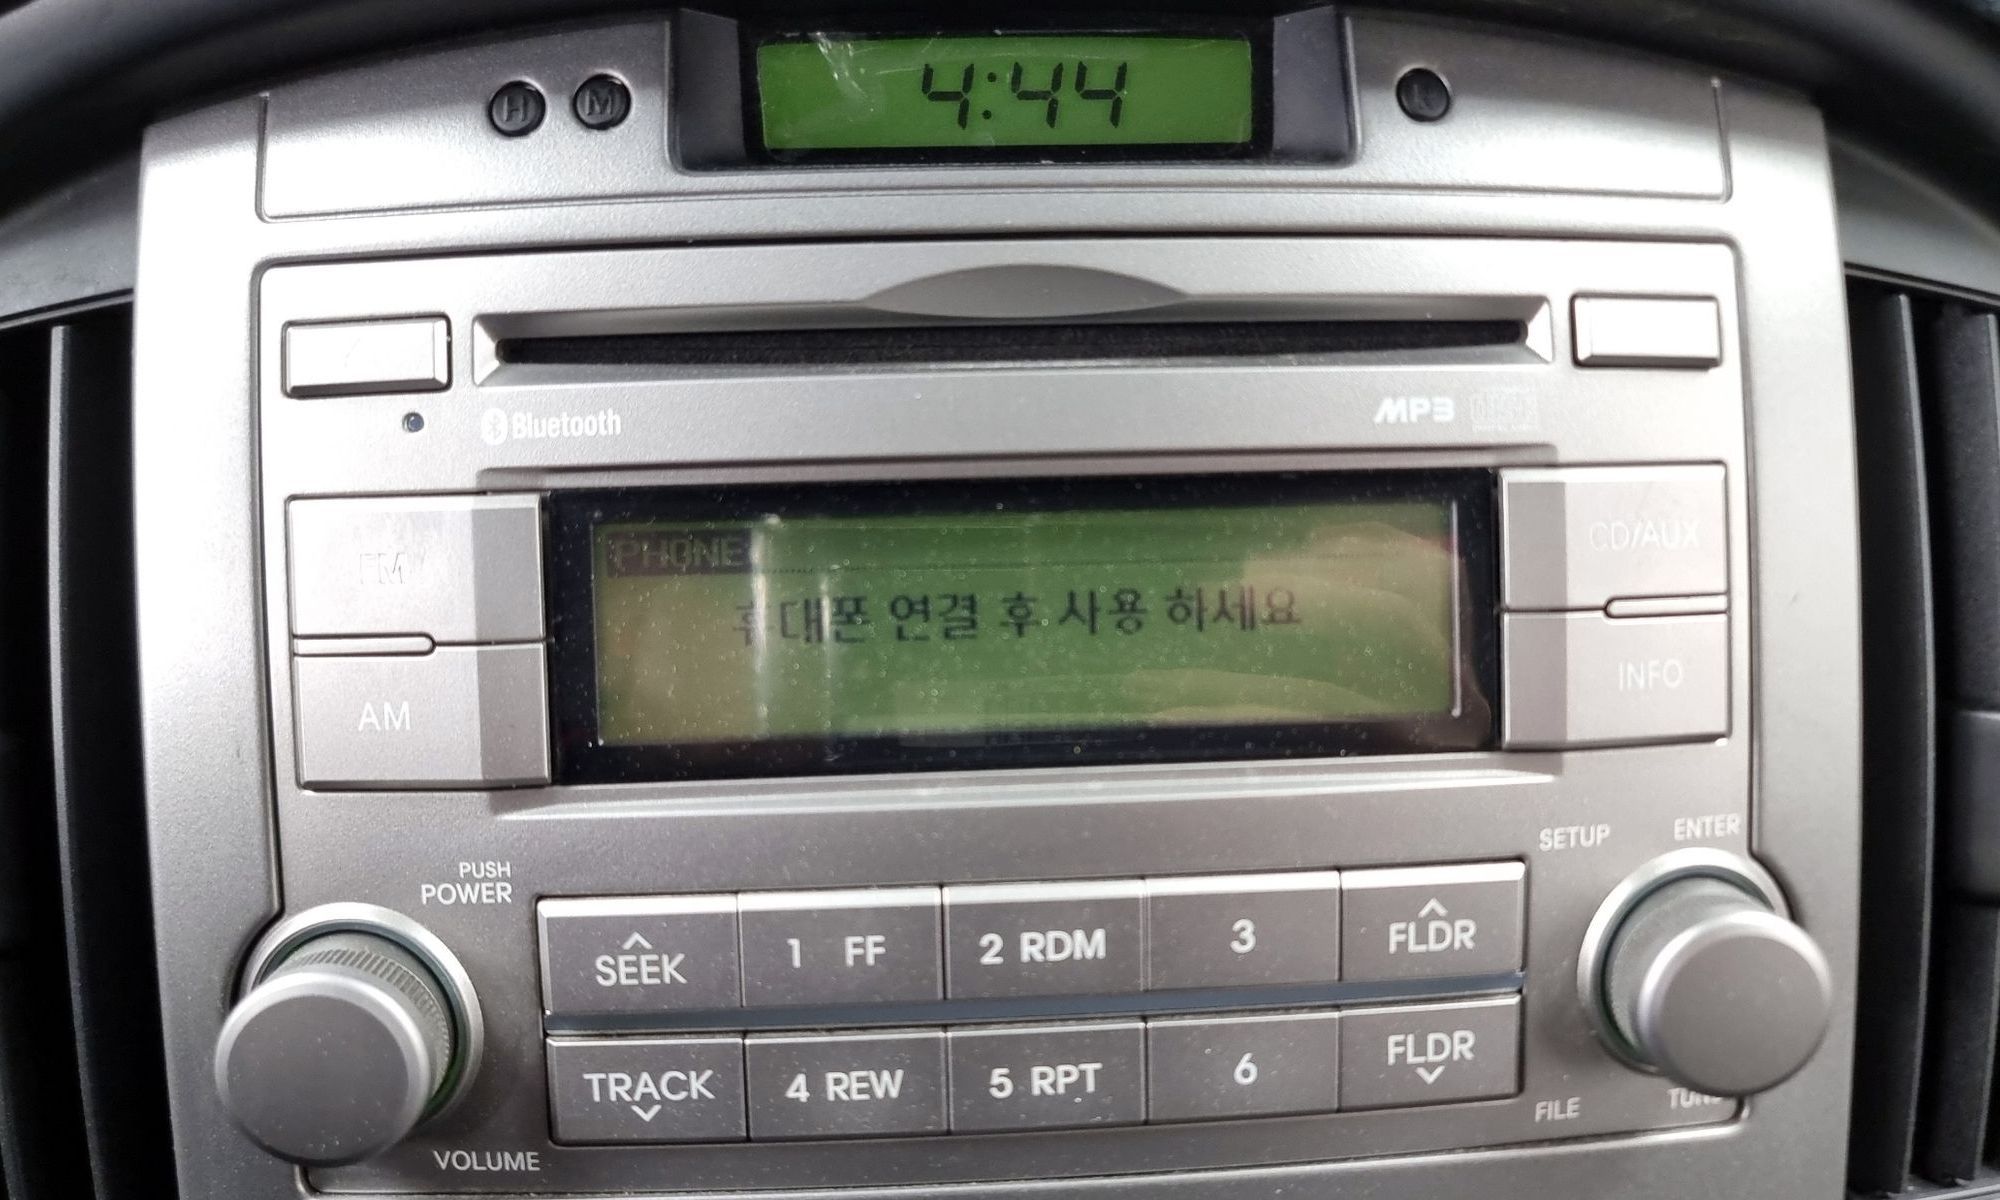 H M 4:44 R
Bluetooth MP3
FM
AM
PHONE
휴대폰 연결 후 사용 하세요
CD/AUX
INFO
PUSH
POWER
SETUP ENTER
SEEK 1 FF 2 RDM 3 FLDR
TRACK 4 REW 5 RPT 6 FLDR
VOLUME
FILE TUNE